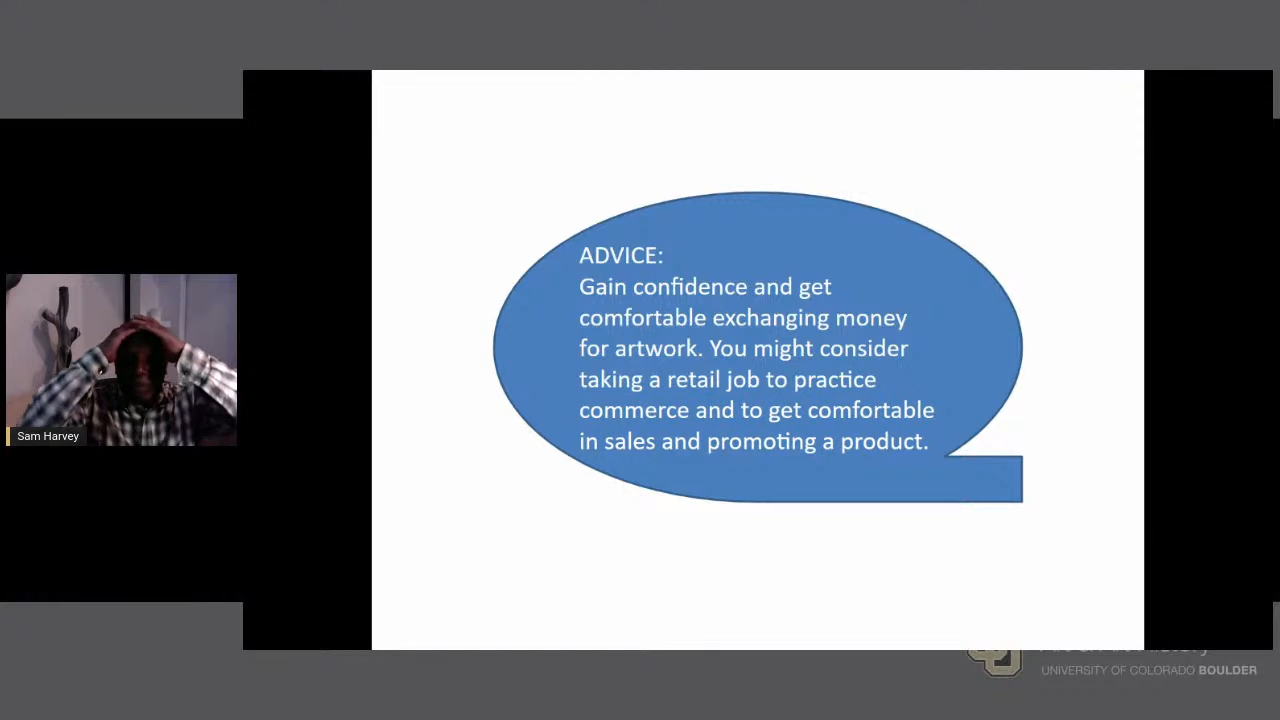 ADVICE:
Gain confidence and get
comfortable exchanging money
for artwork. You might consider
taking a retail job to practice
commerce and to get comfortable
in sales and promoting a product.
Sam Harvey
UNIVERSITY OF COLORADO BOULDER